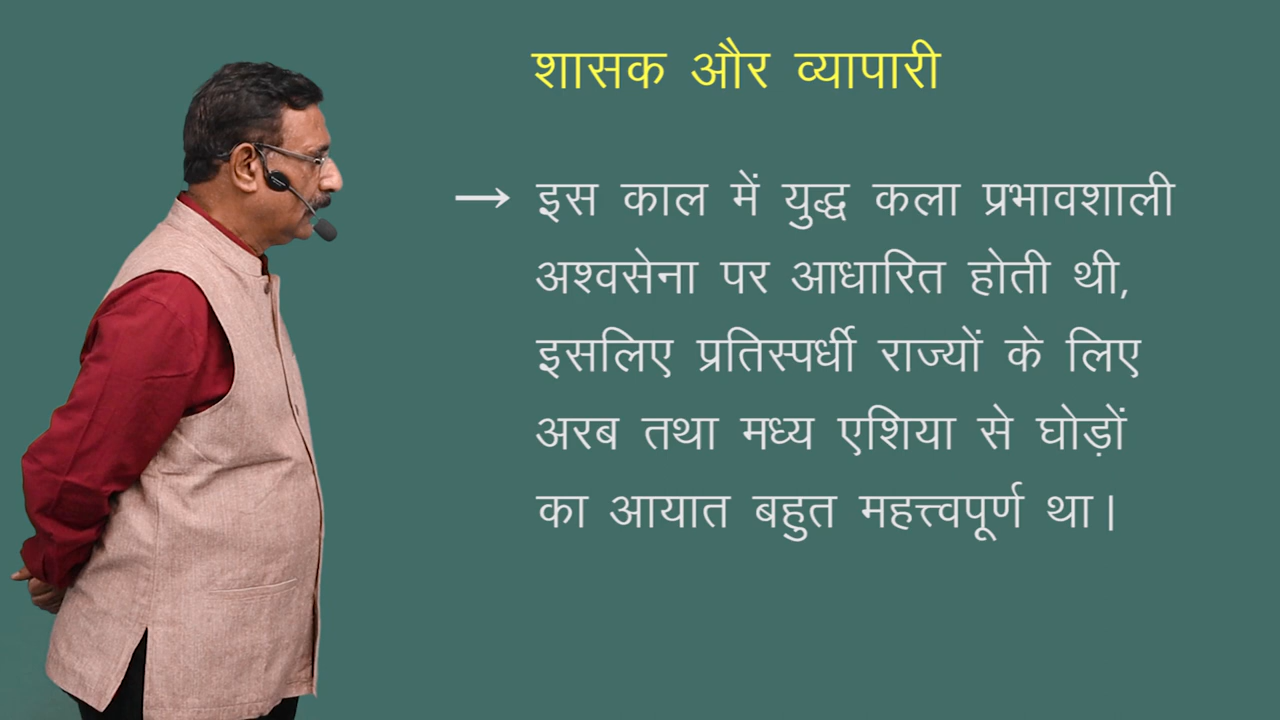 शासक और व्यापारी
→ इस काल में युद्ध कला प्रभावशाली
अश्वसेना पर आधारित होती थी,
इसलिए प्रतिस्पर्धी राज्यों के लिए
अरब तथा मध्य एशिया से घोड़ों
का आयात बहुत महत्त्वपूर्ण था।